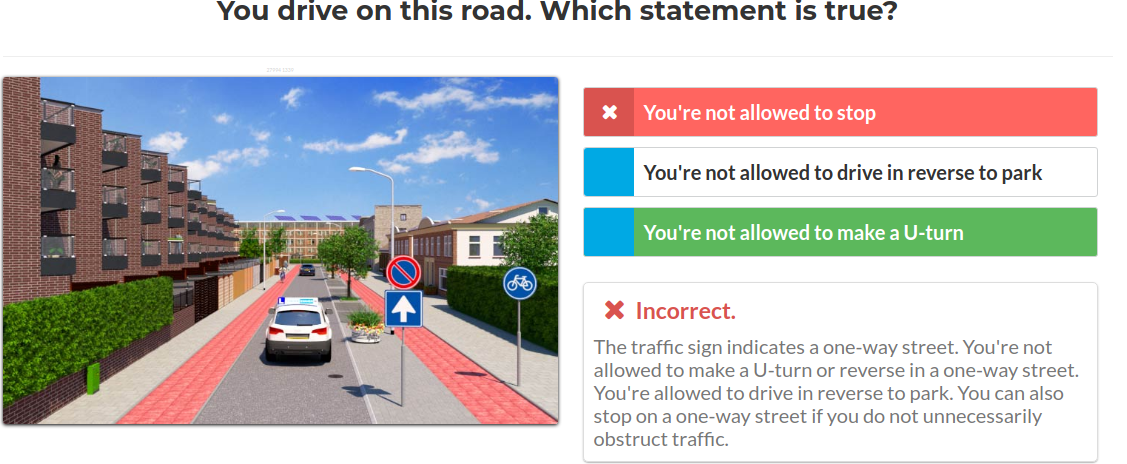 You drive on this road. Which statement is true?
You're not allowed to stop
You're not allowed to drive in reverse to park
You're not allowed to make a U-turn
Incorrect.
The traffic sign indicates a one-way street. You're not
allowed to make a U-turn or reverse in a one-way street.
You're allowed to drive in reverse to park. You can also
stop on a one-way street if you do not unnecessarily
obstruct traffic.
L